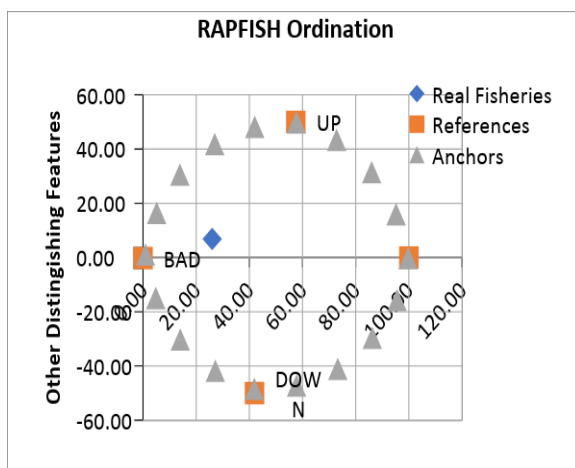 RAPFISH Ordination
60.00
40.00
20.00
0.00
-20.00
-40.00
-60.00
Other Distingishing Features
0.00
20.00
40.00
60.00
80.00
100.00
120.00
UP
BAD
DOW
N
Real Fisheries
References
Anchors